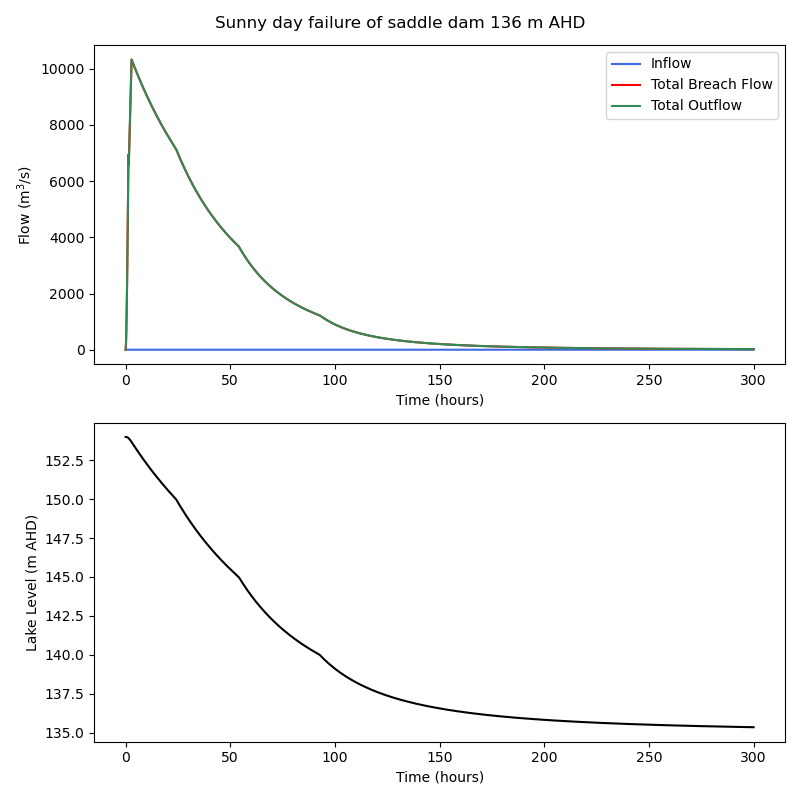 Sunny day failure of saddle dam 136 m AHD
Inflow
Total Breach Flow
Total Outflow
10000
8000
6000
4000
2000
0
Flow (m³/s)
0 50 100 150 200 250 300
Time (hours)
152.5
150.0
147.5
145.0
142.5
140.0
137.5
135.0
Lake Level (m AHD)
0 50 100 150 200 250 300
Time (hours)